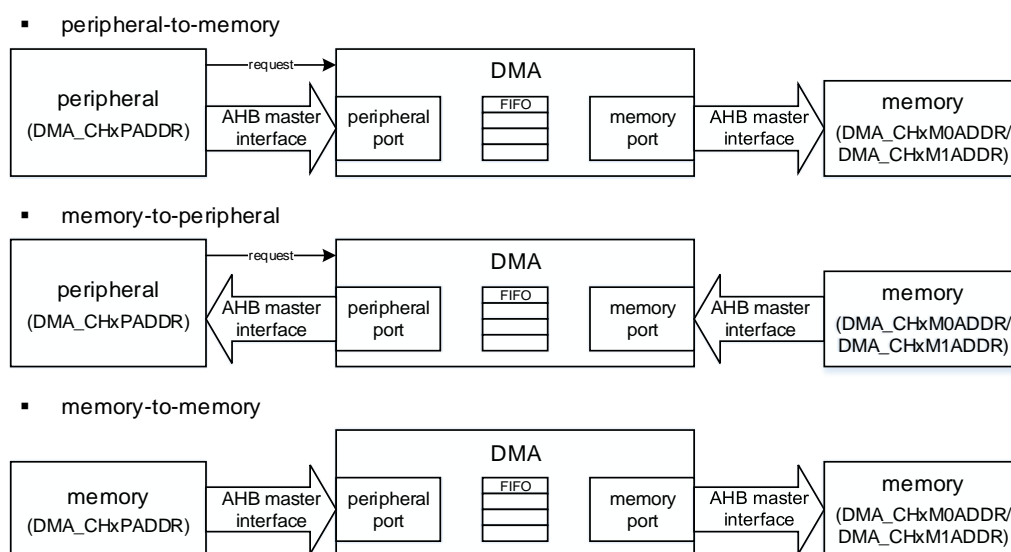 ▪ peripheral-to-memory
request
DMA
peripheral
(DMA_CHxPADDR)
AHB master
interface
peripheral
port
FIFO
memory
port
AHB master
interface
memory
(DMA_CHxM0ADDR/
DMA_CHxM1ADDR)
▪ memory-to-peripheral
request
DMA
peripheral
(DMA_CHxPADDR)
AHB master
interface
peripheral
port
FIFO
memory
port
AHB master
interface
memory
(DMA_CHxM0ADDR/
DMA_CHxM1ADDR)
▪ memory-to-memory
DMA
memory
(DMA_CHxPADDR)
AHB master
interface
peripheral
port
FIFO
memory
port
AHB master
interface
memory
(DMA_CHxM0ADDR/
DMA_CHxM1ADDR)